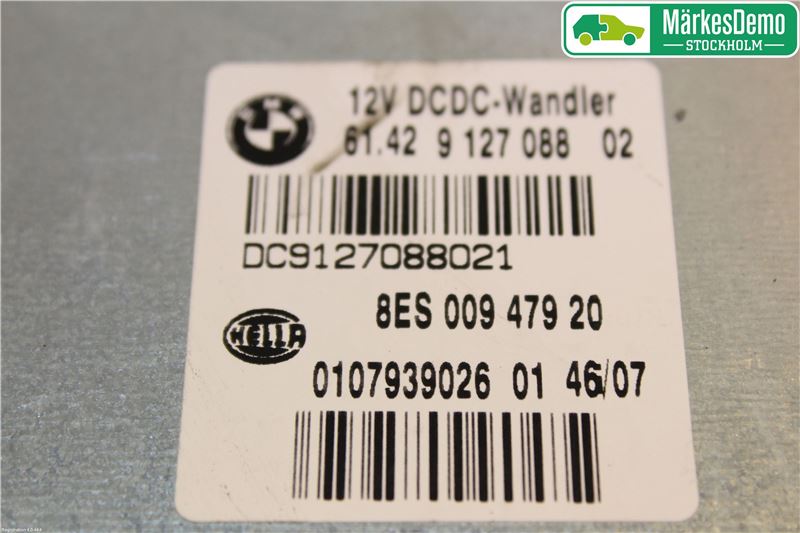 MärkesDemo
STOCKHOLM
BMW
12V DCDC-Wandler
61.42 9 127 088 02
DC9127088021
8ES 009 479 20
HELLA
0107939026 01 46/07